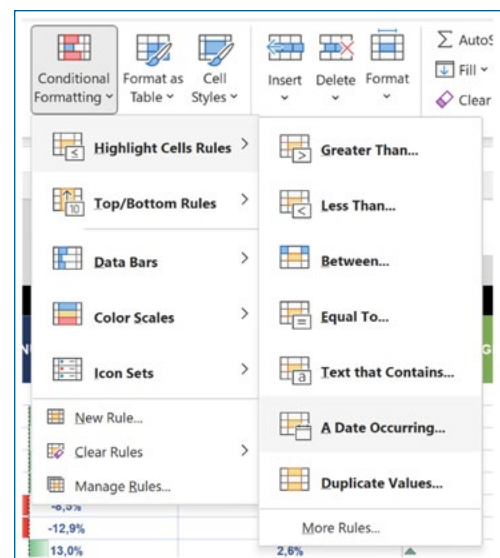 Conditional Formatting
Format as Table
Cell Styles
Insert
Delete
Format
Fill
Clear
Highlight Cells Rules
Top/Bottom Rules
Data Bars
Color Scales
Icon Sets
New Rule...
Clear Rules
Manage Rules...
Greater Than...
Less Than...
Between...
Equal To...
Text that Contains...
A Date Occurring...
Duplicate Values...
More Rules...
-12,9%
13,0%
2,6%